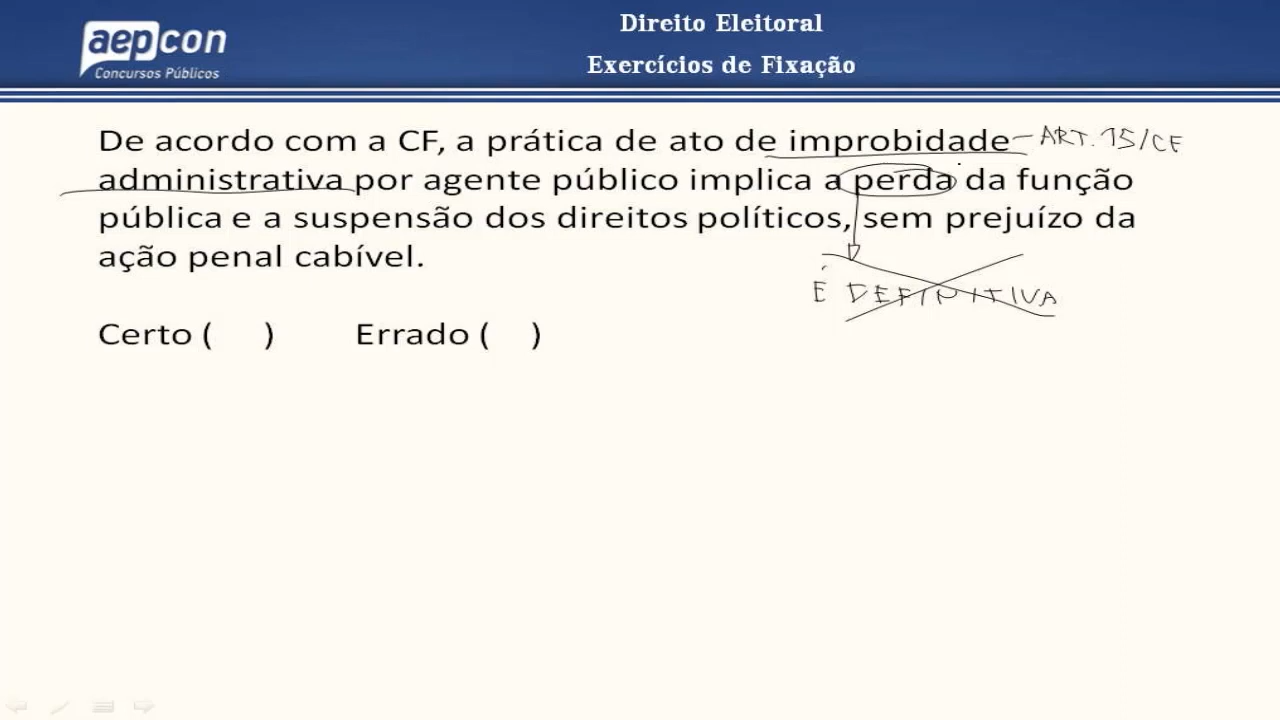 aepcon
Concursos Públicos
Direito Eleitoral
Exercícios de Fixação
De acordo com a CF, a prática de ato de improbidade - ART. 15/CF
administrativa por agente público implica a perda da função
pública e a suspensão dos direitos políticos, sem prejuízo da
ação penal cabível.
É DEFINITIVA
Certo ( ) Errado ( )